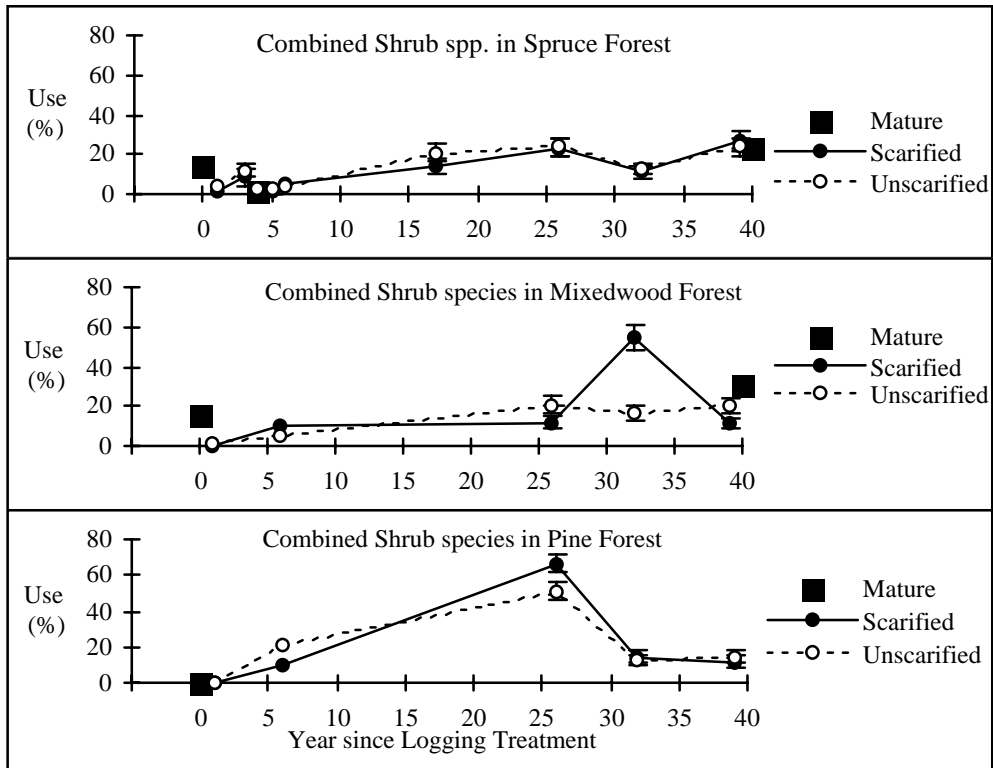 Combined Shrub spp. in Spruce Forest
80
60
40
20
0
Use
(%)
0 5 10 15 20 25 30 35 40
Mature
Scarified
Unscarified
Combined Shrub species in Mixedwood Forest
80
60
40
20
0
Use
(%)
0 5 10 15 20 25 30 35 40
Mature
Scarified
Unscarified
Combined Shrub species in Pine Forest
80
60
40
20
0
Use
(%)
0 5 10 15 20 25 30 35 40
Mature
Scarified
Unscarified
Year since Logging Treatment